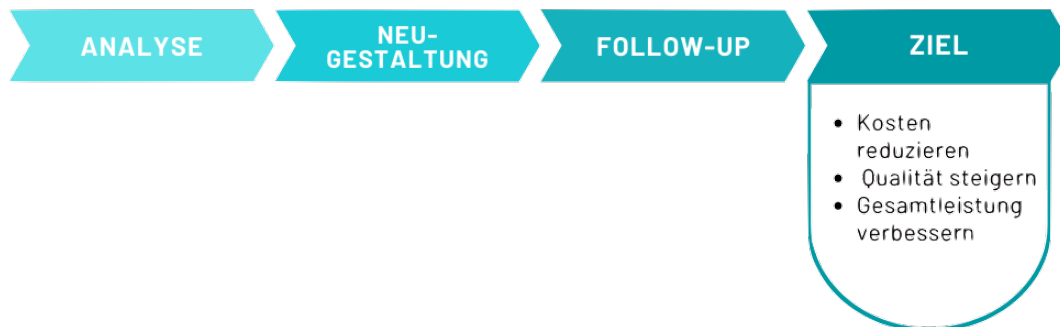 ANALYSE
NEU-
GESTALTUNG
FOLLOW-UP
ZIEL
• Kosten
reduzieren
• Qualität steigern
• Gesamtleistung
verbessern